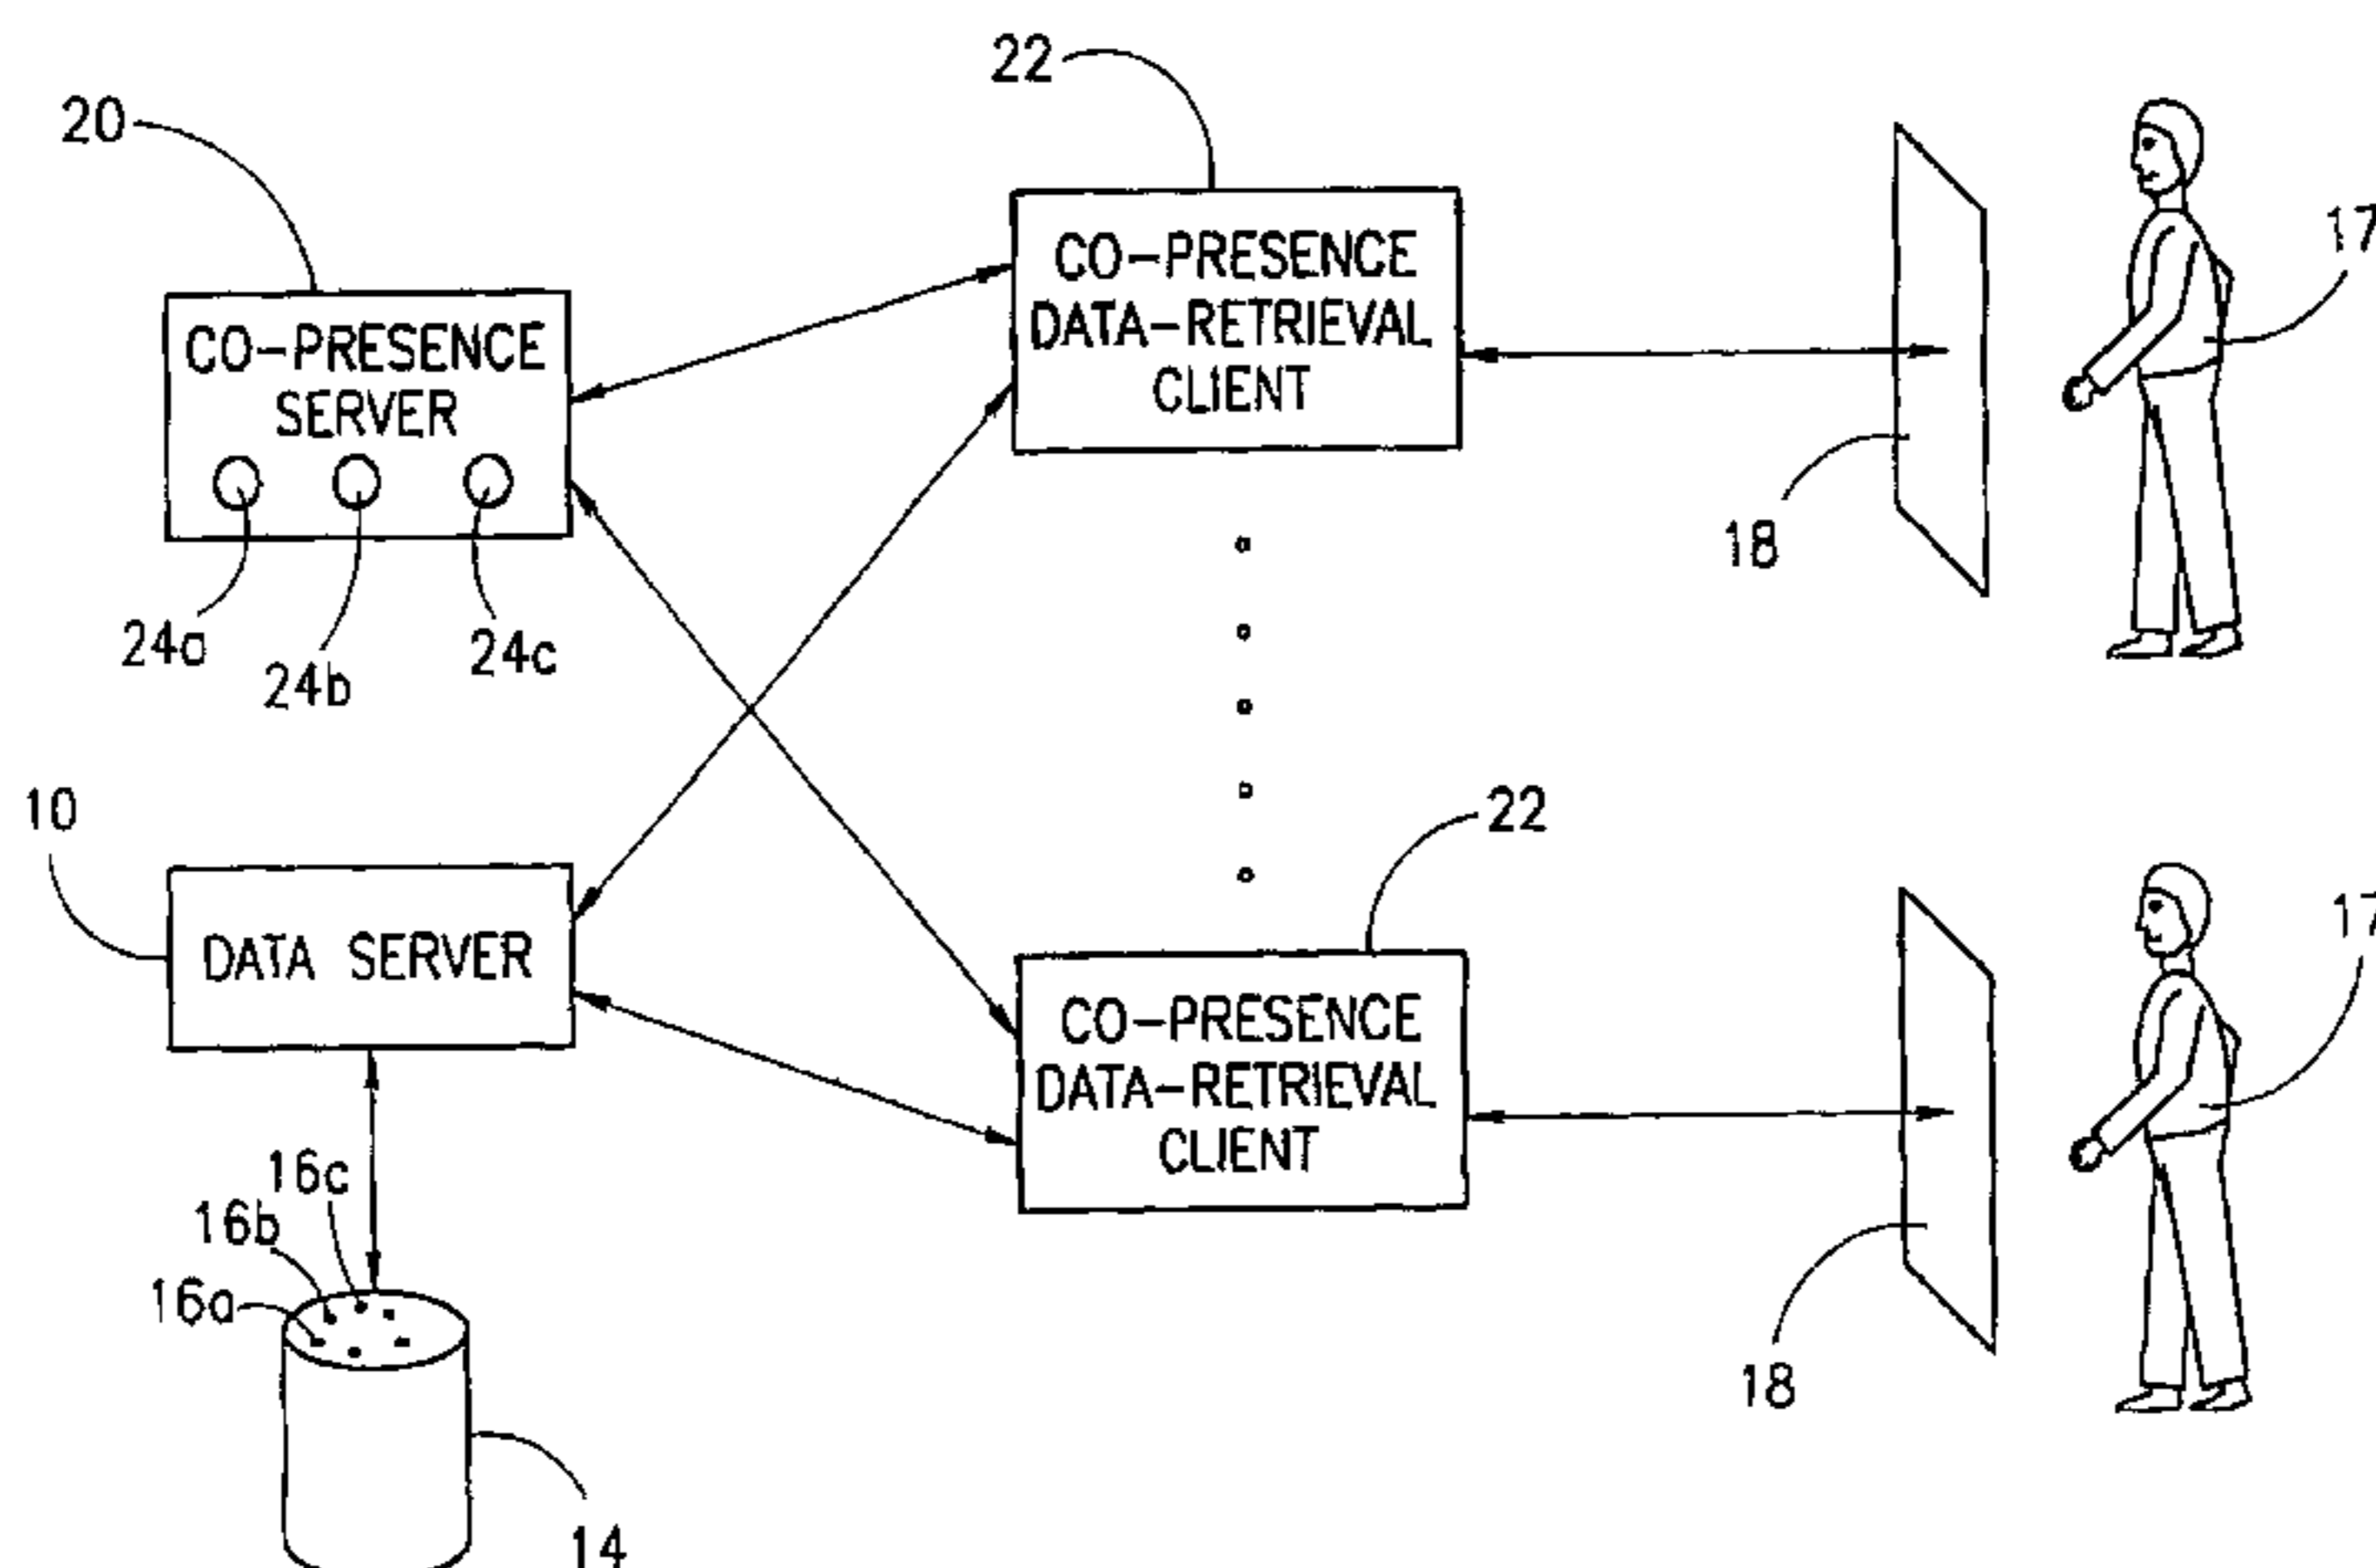 22
20
CO-PRESENCE
DATA-RETRIEVAL
CLIENT
17
CO-PRESENCE
SERVER
18
24a
24b
24c
10
22
17
DATA SERVER
CO-PRESENCE
DATA-RETRIEVAL
CLIENT
16c
16b
16a
18
14